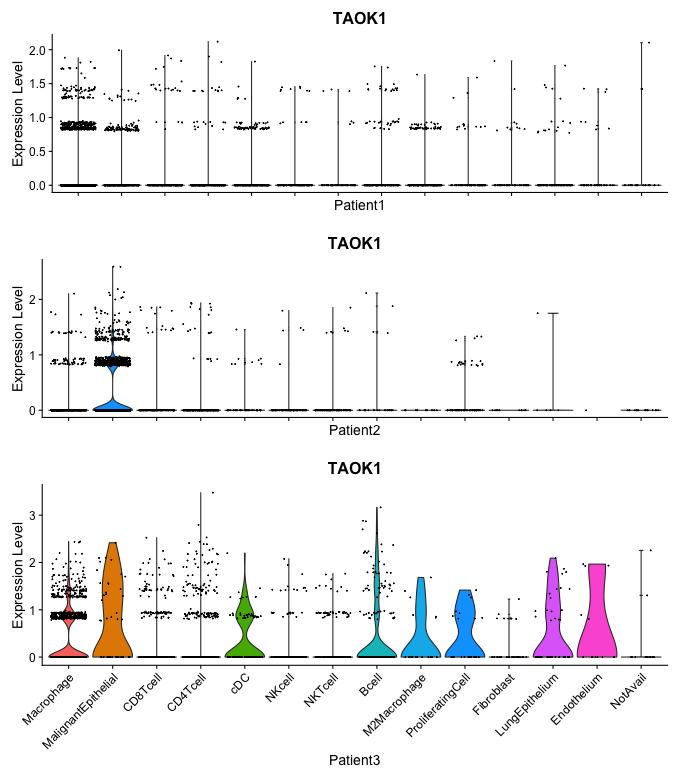 TAOK1
Expression Level
2.0
1.5
1.0
0.5
0.0
Patient1
TAOK1
Expression Level
2
1
0
Patient2
TAOK1
Expression Level
3
2
1
0
Macrophage
MalignantEpithelial
CD8Tcell
CD4Tcell
cDC
NKcell
NKTcell
Bcell
M2Macrophage
ProliferatingCell
Fibroblast
LungEpithelium
Endothelium
NotAvail
Patient3